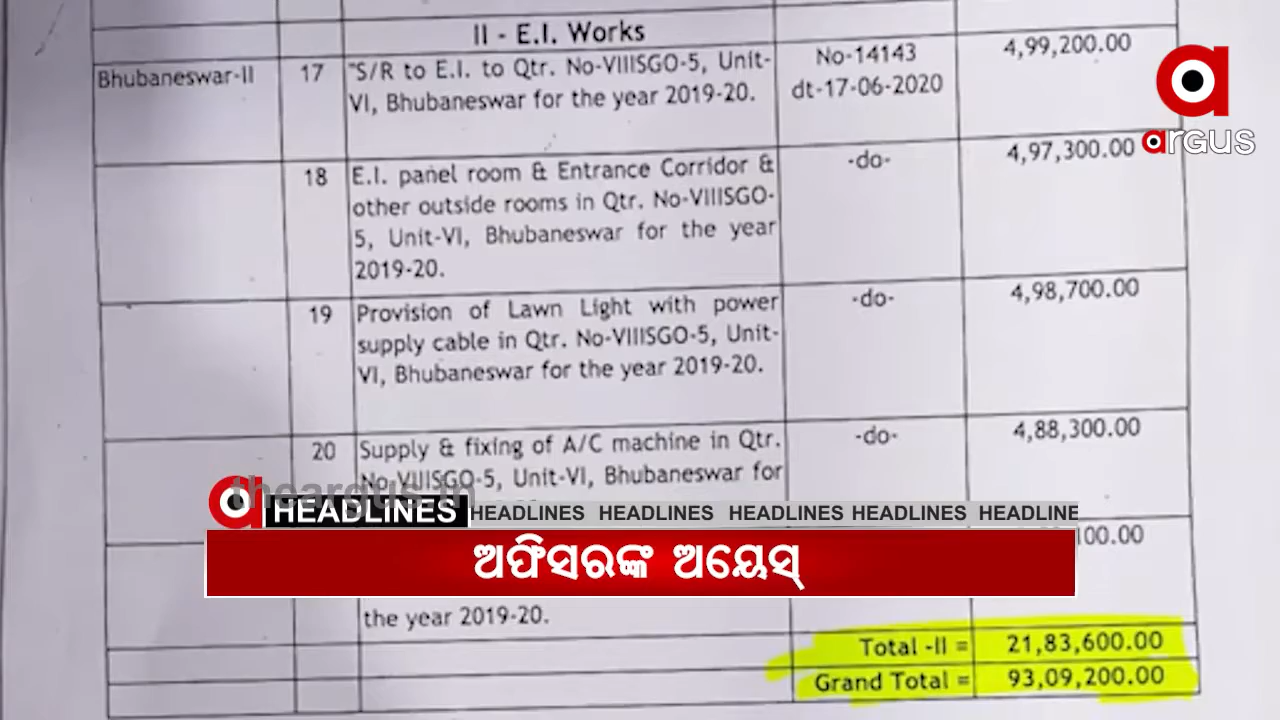 II - E.I. Works
Bhubaneswar-II 17 "S/R to E.I. to Qtr. No-VIIISGO-5, Unit- No-14143 4,99,200.00
VI, Bhubaneswar for the year 2019-20. dt-17-06-2020
argus
18 E.I. panel room & Entrance Corridor & -do- 4,97,300.00
other outside rooms in Qtr. No-VIIISGO-
5, Unit-VI, Bhubaneswar for the year
2019-20.
19 Provision of Lawn Light with power -do- 4,98,700.00
supply cable in Qtr. No-VIIISGO-5, Unit-
VI, Bhubaneswar for the year 2019-20.
20 Supply & fixing of A/C machine in Qtr. -do- 4,88,300.00
No-VIIISGO-5, Unit-VI, Bhubaneswar for
theargus.in
HEADLINES HEADLINES HEADLINES HEADLINES HEADLINES HEADLINE
100.00
ଅଫିସରଙ୍କ ଅୟେସ୍
the year 2019-20.
Total -II = 21,83,600.00
Grand Total = 93,09,200.00